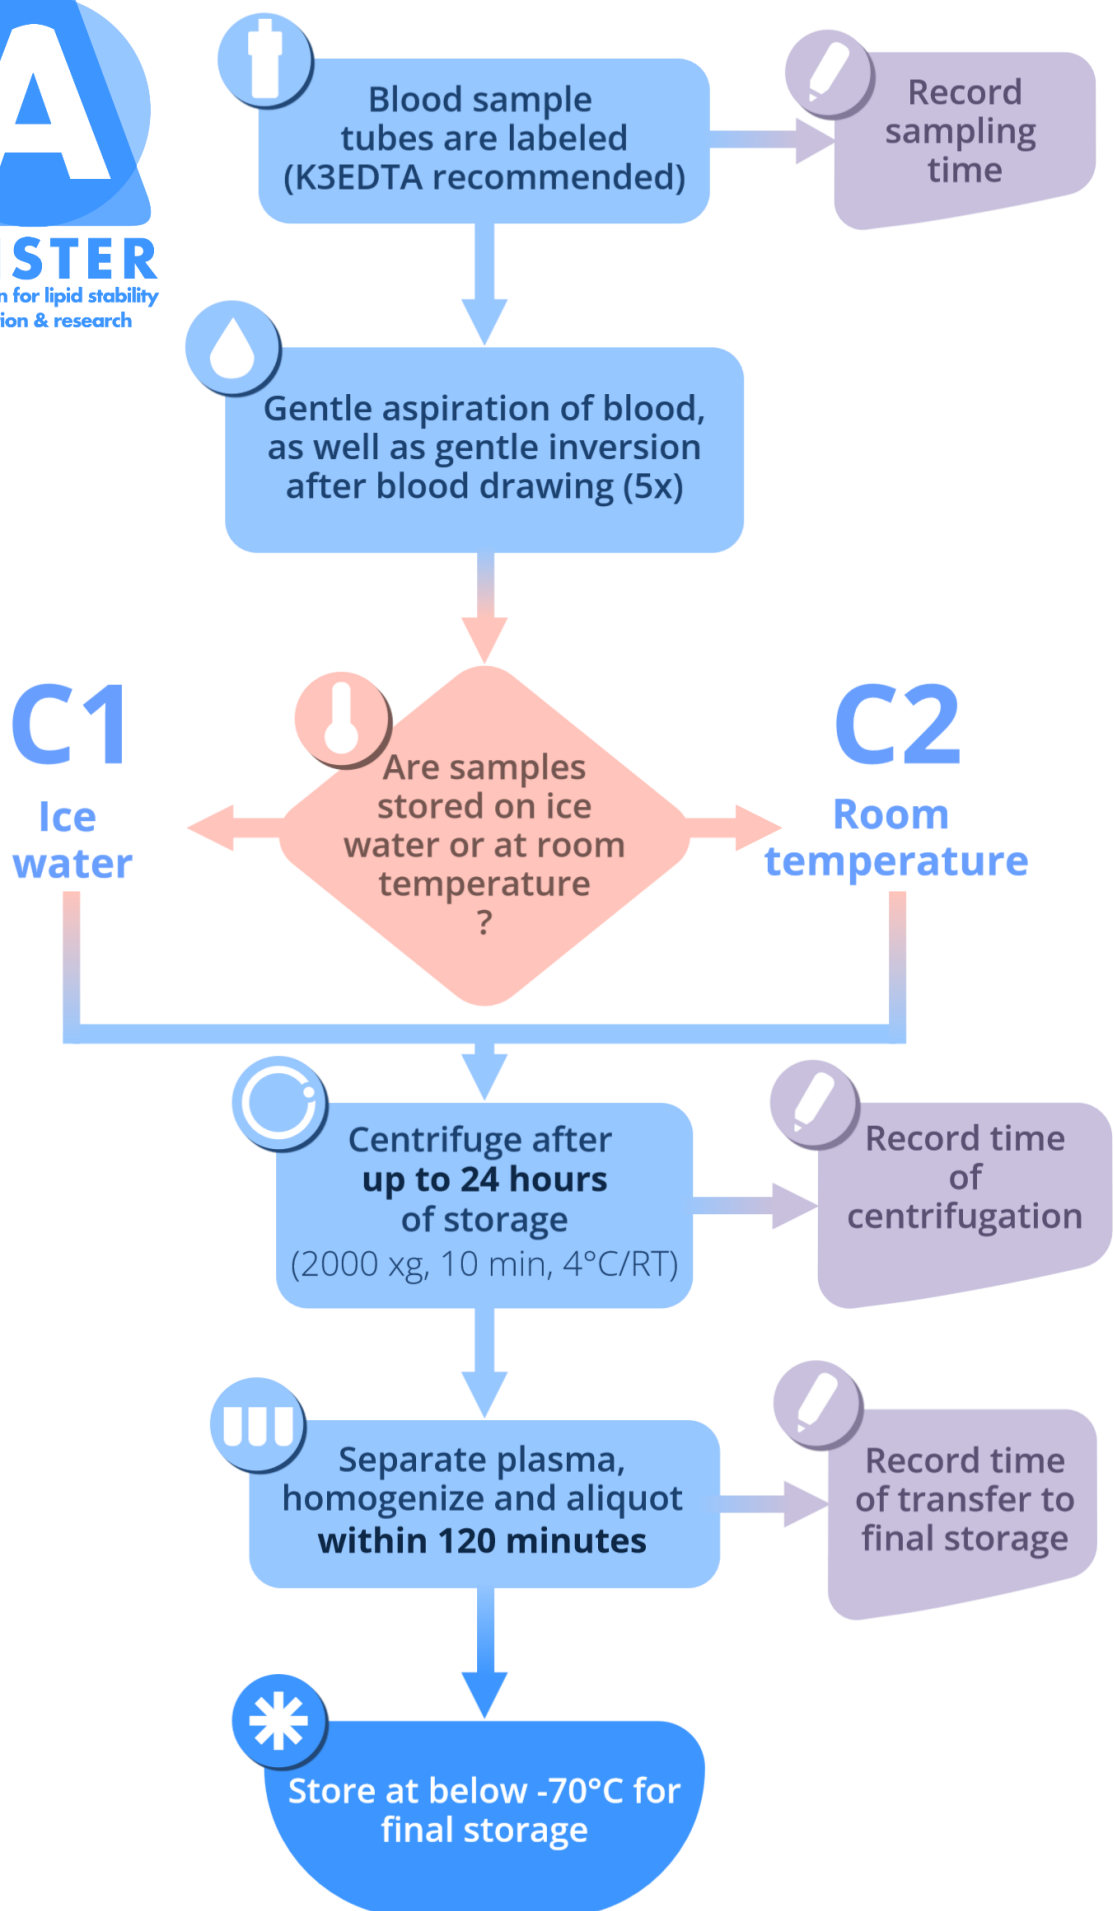 A
STER
for lipid stability
& research
Blood sample
tubes are labeled
(K3EDTA recommended)
Record
sampling
time
Gentle aspiration of blood,
as well as gentle inversion
after blood drawing (5x)
C1
Ice
water
Are samples
stored on ice
water or at room
temperature
?
C2
Room
temperature
Centrifuge after
up to 24 hours
of storage
(2000 xg, 10 min, 4°C/RT)
Record time
of
centrifugation
Separate plasma,
homogenize and aliquot
within 120 minutes
Record time
of transfer to
final storage
Store at below -70°C for
final storage